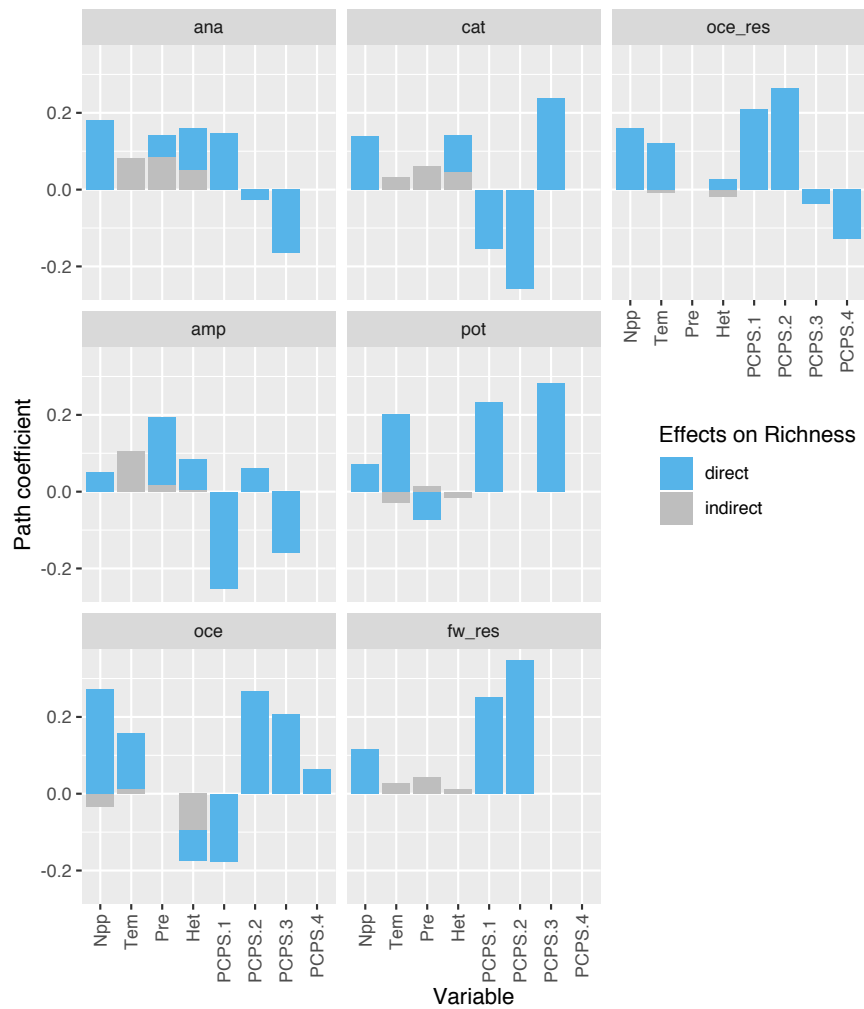 ana
cat
oce_res
0.2
0.0
-0.2
Npp
Tem
Pre
Het
PCPS.1
PCPS.2
PCPS.3
PCPS.4
amp
pot
0.2
0.0
-0.2
Path coefficient
Effects on Richness
direct
indirect
oce
fw_res
0.2
0.0
-0.2
Npp
Tem
Pre
Het
PCPS.1
PCPS.2
PCPS.3
PCPS.4
Npp
Tem
Pre
Het
PCPS.1
PCPS.2
PCPS.3
PCPS.4
Variable